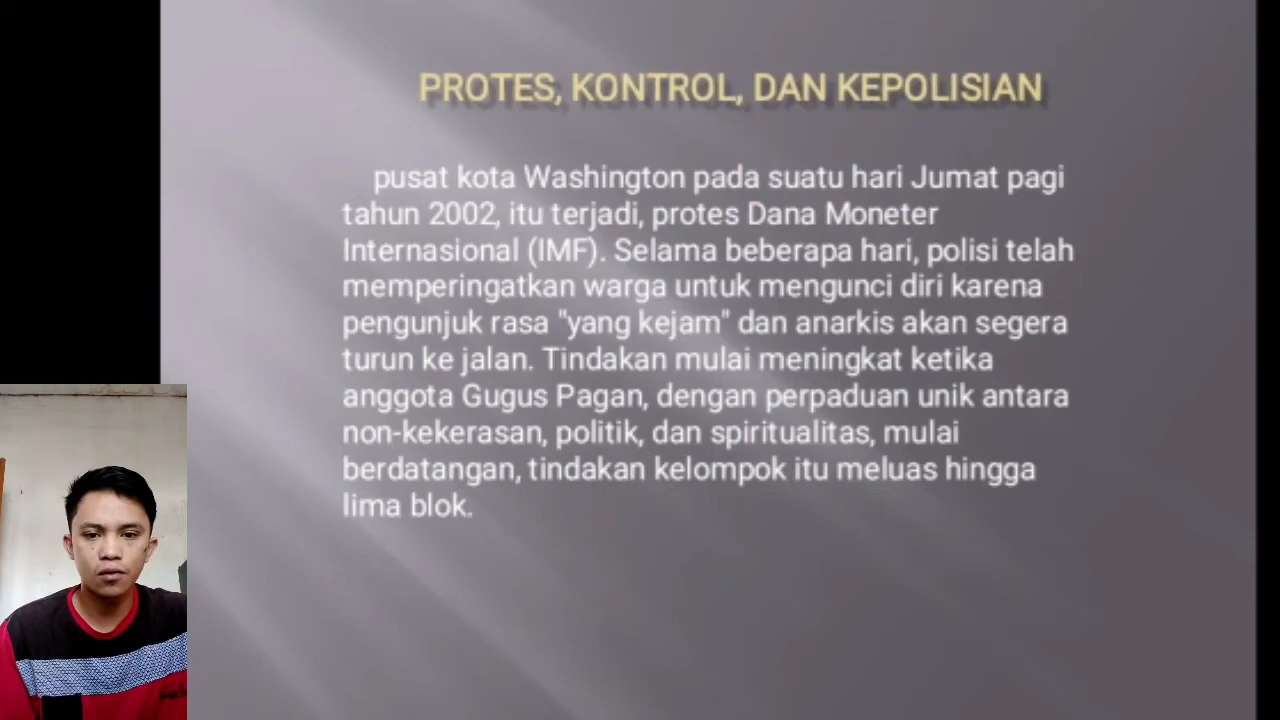 PROTES, KONTROL, DAN KEPOLISIAN
pusat kota Washington pada suatu hari Jumat pagi
tahun 2002, itu terjadi, protes Dana Moneter
Internasional (IMF). Selama beberapa hari, polisi telah
memperingatkan warga untuk mengunci diri karena
pengunjuk rasa "yang kejam" dan anarkis akan segera
turun ke jalan. Tindakan mulai meningkat ketika
anggota Gugus Pagan, dengan perpaduan unik antara
non-kekerasan, politik, dan spiritualitas, mulai
berdatangan, tindakan kelompok itu meluas hingga
lima blok.